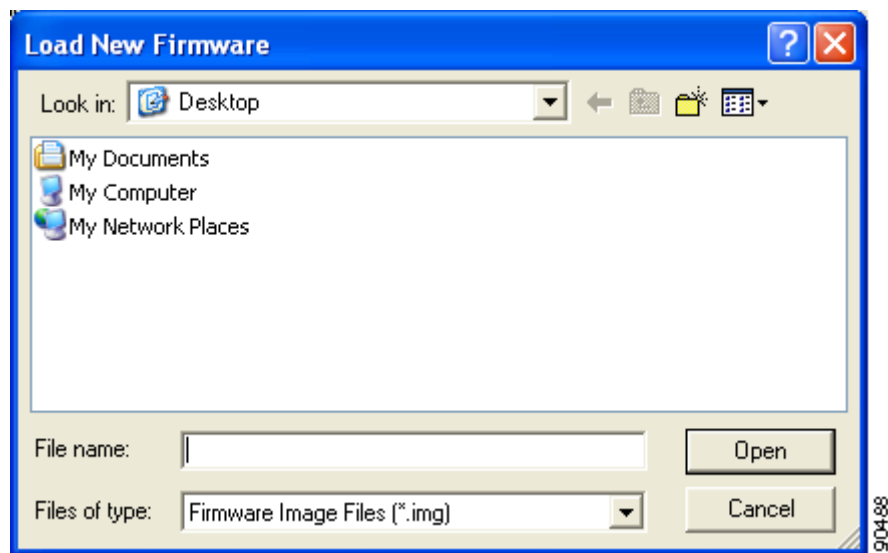 Load New Firmware
Look in: Desktop
My Documents
My Computer
My Network Places
File name:
Open
Files of type: Firmware Image Files (*.img)
Cancel
90488